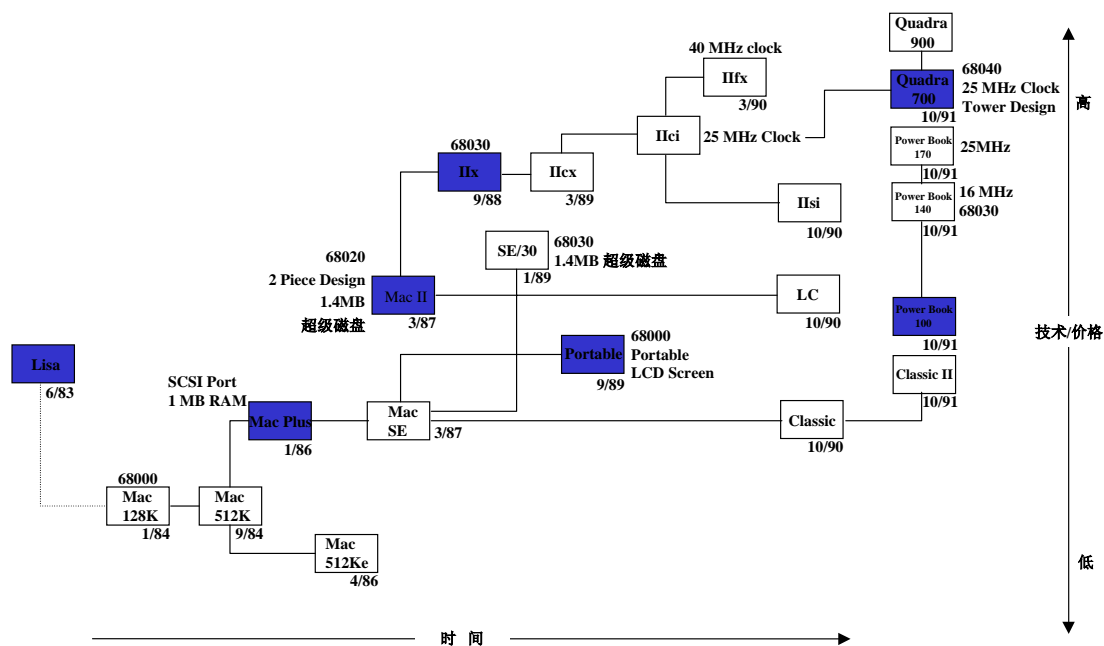 Quadra
900
40 MHz clock
IIfx
3/90
Quadra
700
10/91
68040
25 MHz Clock
Tower Design
高
IIci
25 MHz Clock
Power Book
170
10/91
25MHz
68030
IIx
9/88
IIcx
3/89
IIsi
10/90
Power Book
140
10/91
16 MHz
68030
SE/30
1/89
68030
1.4MB 超级磁盘
68020
2 Piece Design
1.4MB
超级磁盘
Mac II
3/87
LC
10/90
Power Book
100
10/91
技术/价格
Lisa
6/83
Portable
9/89
68000
Portable
LCD Screen
Classic II
10/91
SCSI Port
1 MB RAM
Mac Plus
1/86
Mac
SE
3/87
Classic
10/90
68000
Mac
128K
1/84
Mac
512K
9/84
Mac
512Ke
4/86
低
时 间